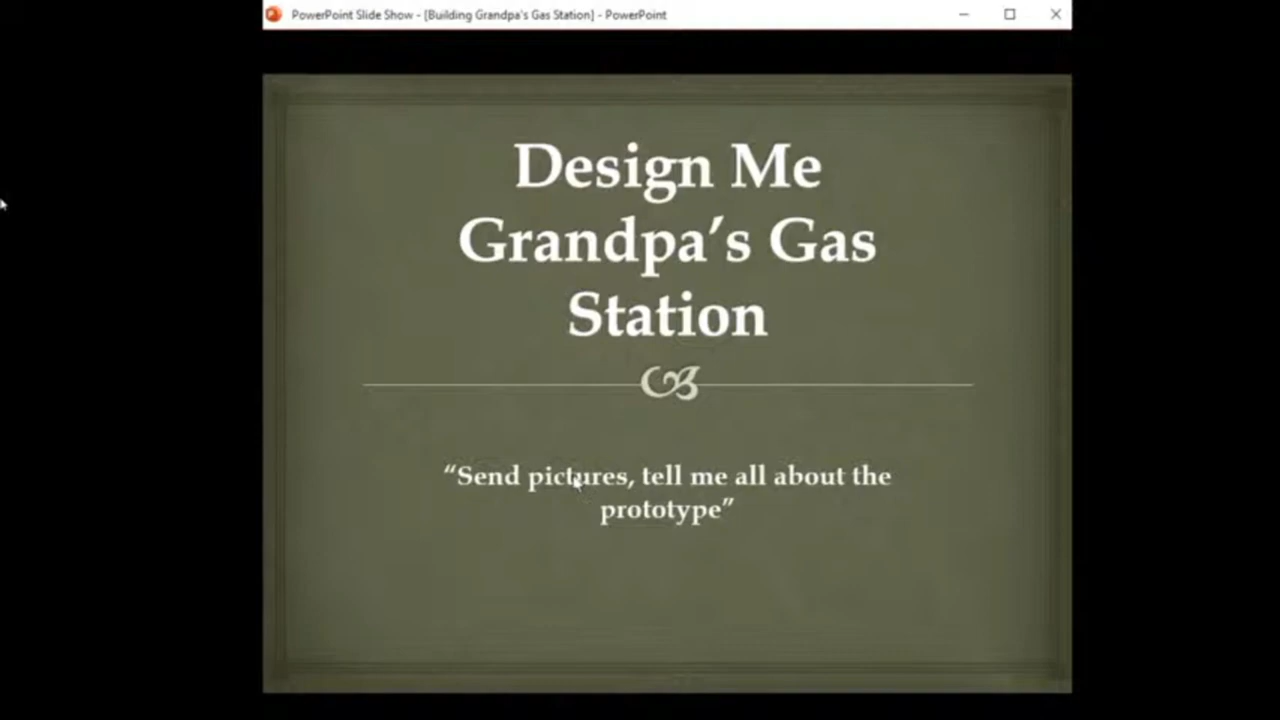 PowerPoint Slide Show - [Building Grandpa's Gas Station] - PowerPoint
Design Me
Grandpa’s Gas
Station
“Send pictures, tell me all about the
prototype”